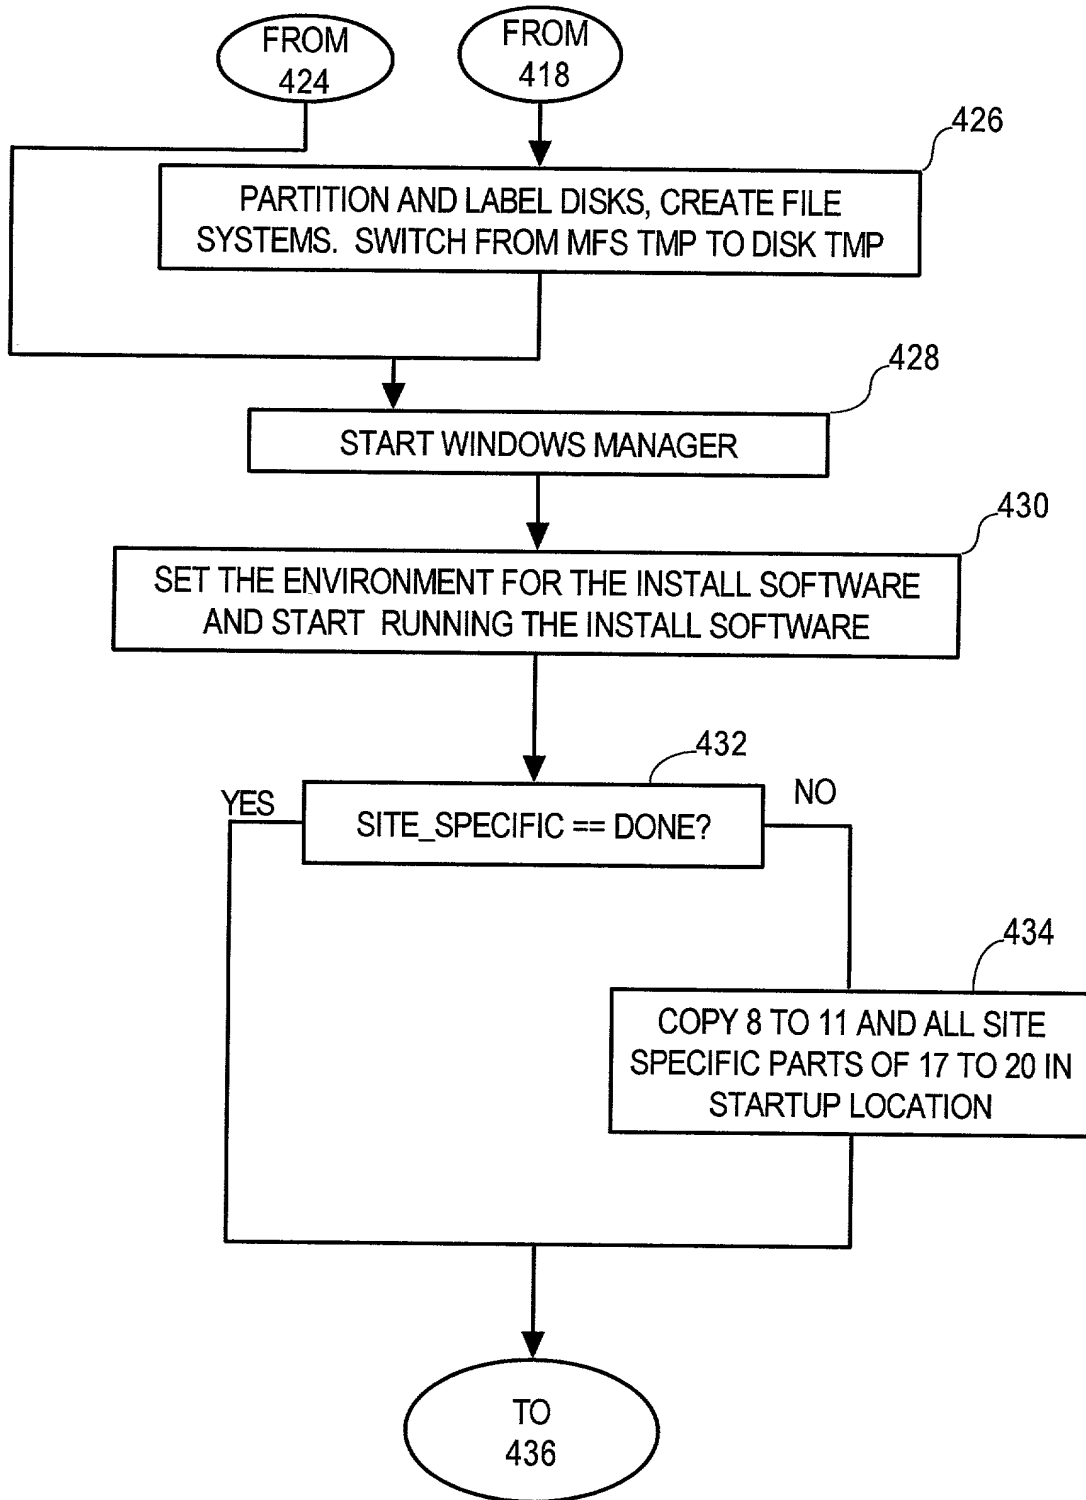 FROM
424
FROM
418
426
PARTITION AND LABEL DISKS, CREATE FILE
SYSTEMS. SWITCH FROM MFS TMP TO DISK TMP
428
START WINDOWS MANAGER
430
SET THE ENVIRONMENT FOR THE INSTALL SOFTWARE
AND START RUNNING THE INSTALL SOFTWARE
432
YES
SITE_SPECIFIC == DONE?
NO
434
COPY 8 TO 11 AND ALL SITE
SPECIFIC PARTS OF 17 TO 20 IN
STARTUP LOCATION
TO
436